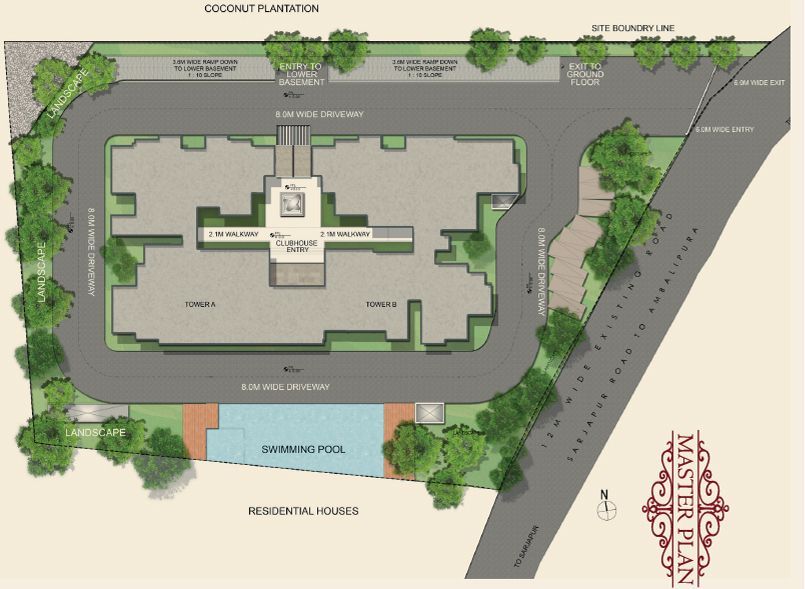 COCONUT PLANTATION
SITE BOUNDRY LINE
3.6M WIDE RAMP DOWN
TO LOWER BASEMENT
1 : 10 SLOPE
ENTRY TO
LOWER
BASEMENT
3.6M WIDE RAMP DOWN
TO LOWER BASEMENT
1 : 10 SLOPE
EXIT TO
GROUND
FLOOR
6.0M WIDE EXIT
LANDSCAPE
8.0M WIDE DRIVEWAY
6.0M WIDE ENTRY
8.0M WIDE DRIVEWAY
LANDSCAPE
2.1M WALKWAY
2.1M WALKWAY
CLUBHOUSE
ENTRY
8.0M WIDE DRIVEWAY
TOWER A
TOWER B
12M WIDE EXISTING ROAD
SARJAPUR ROAD TO AMBALIPURA
8.0M WIDE DRIVEWAY
LANDSCAPE
SWIMMING POOL
RESIDENTIAL HOUSES
N
TO SARJAPUR
MASTER PLAN